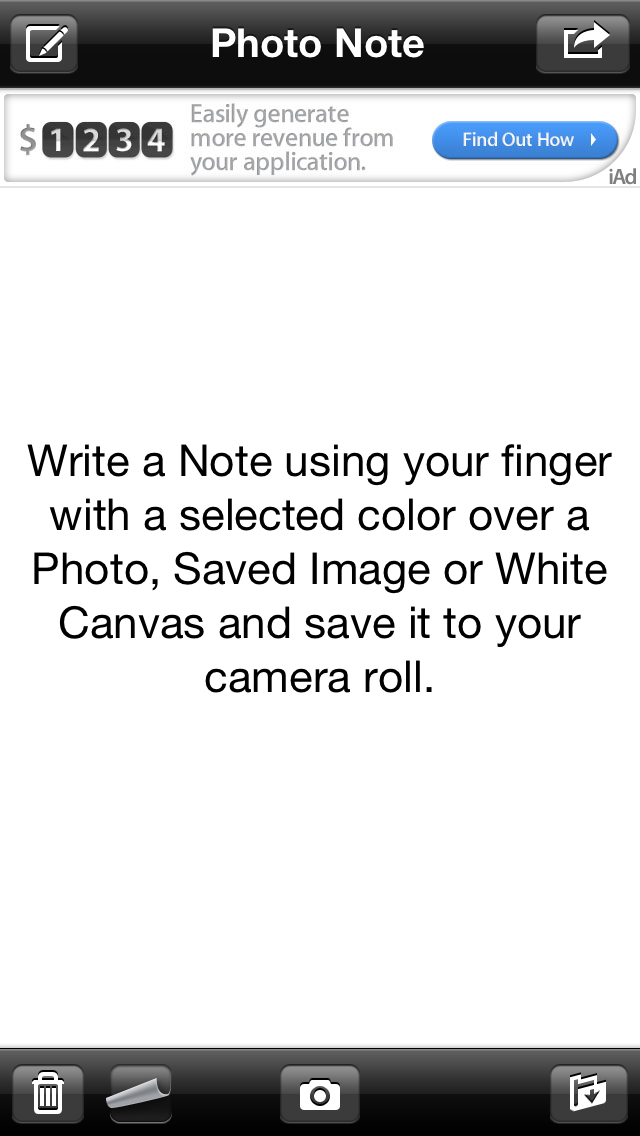 Photo Note
$1234
Easily generate
more revenue from
your application.
Find Out How
iAd
Write a Note using your finger
with a selected color over a
Photo, Saved Image or White
Canvas and save it to your
camera roll.